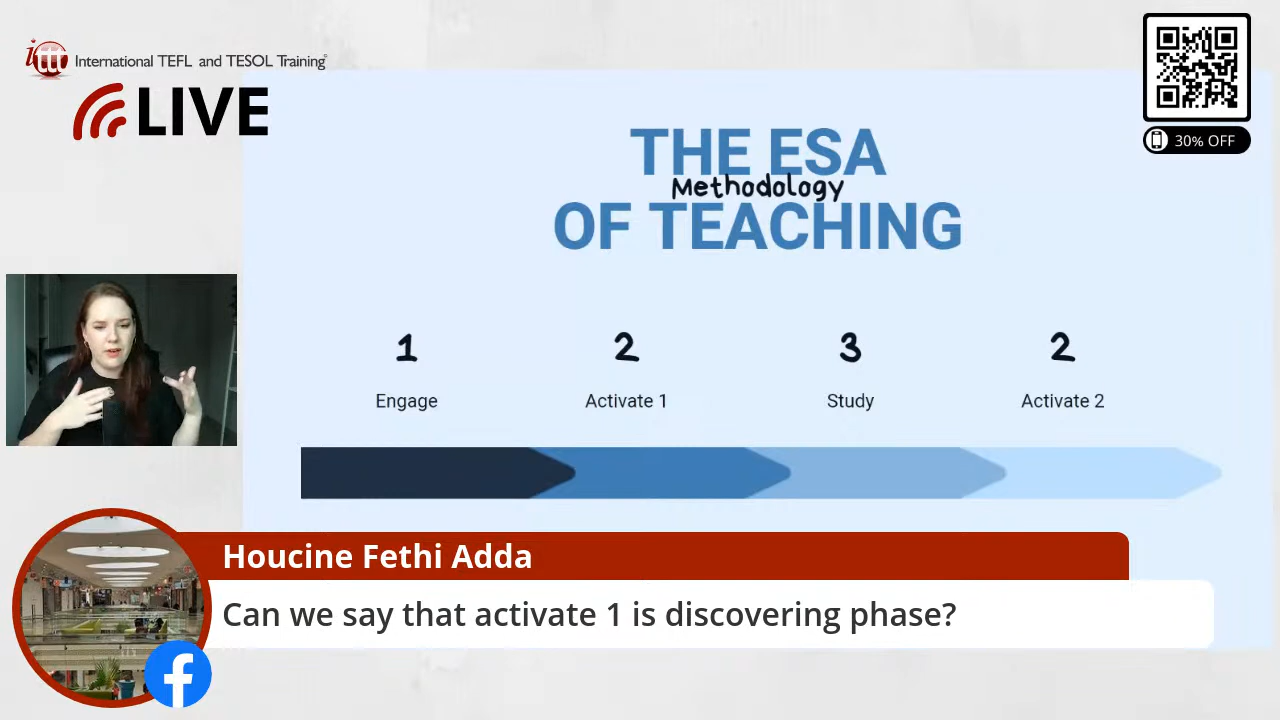 ittt International TEFL and TESOL Training
LIVE
30% OFF
THE ESA
Methodology
OF TEACHING
1
2
3
2
Engage
Activate 1
Study
Activate 2
Houcine Fethi Adda
Can we say that activate 1 is discovering phase?